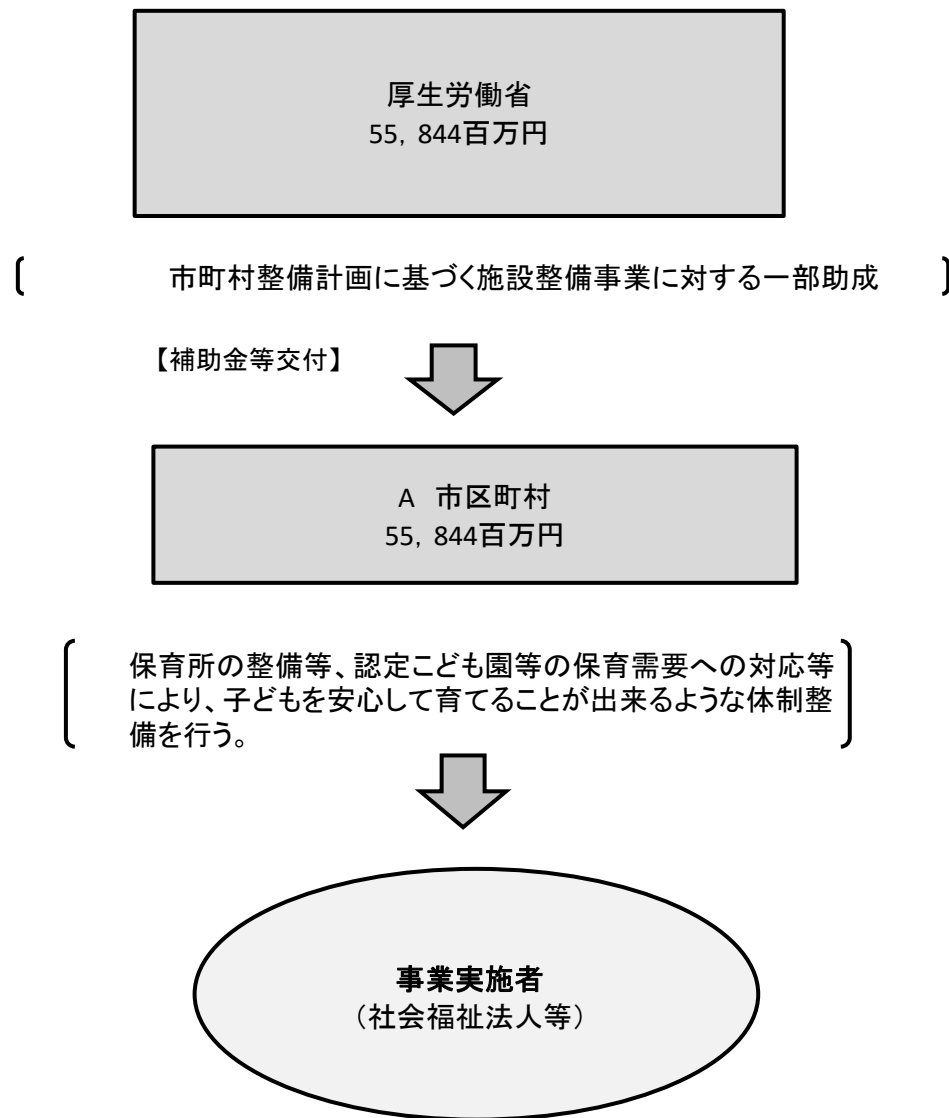 厚生労働省
55，844百万円
市町村整備計画に基づく施設整備事業に対する一部助成
【補助金等交付】
A　市区町村
55，844百万円
保育所の整備等、認定こども園等の保育需要への対応等
により、子どもを安心して育てることが出来るような体制整
備を行う。
事業実施者
（社会福祉法人等）